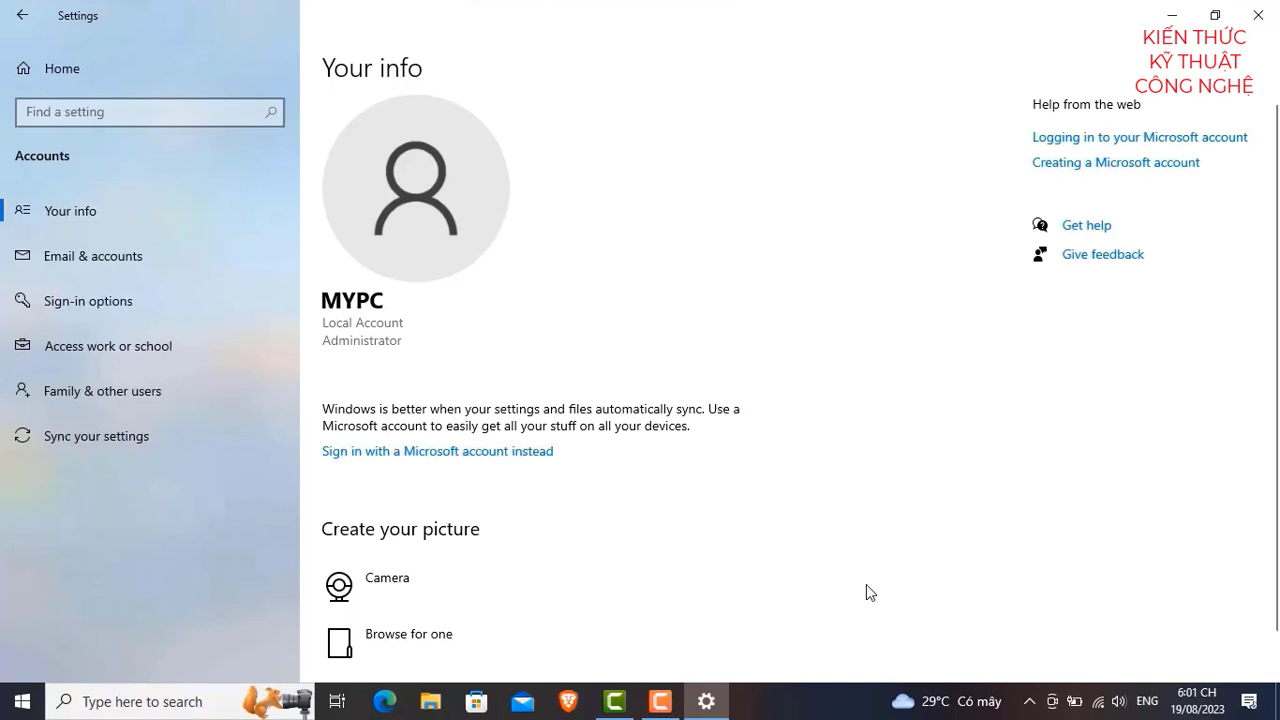 Settings
Home
Find a setting
Accounts
Your info
Email & accounts
Sign-in options
Access work or school
Family & other users
Sync your settings
Your info
MYPC
Local Account
Administrator
Windows is better when your settings and files automatically sync. Use a
Microsoft account to easily get all your stuff on all your devices.
Sign in with a Microsoft account instead
Create your picture
Camera
Browse for one
KIẾN THỨC
KỸ THUẬT
CÔNG NGHỆ
Help from the web
Logging in to your Microsoft account
Creating a Microsoft account
Get help
Give feedback
Type here to search
29°C Có mây
ENG
6:01 CH
19/08/2023